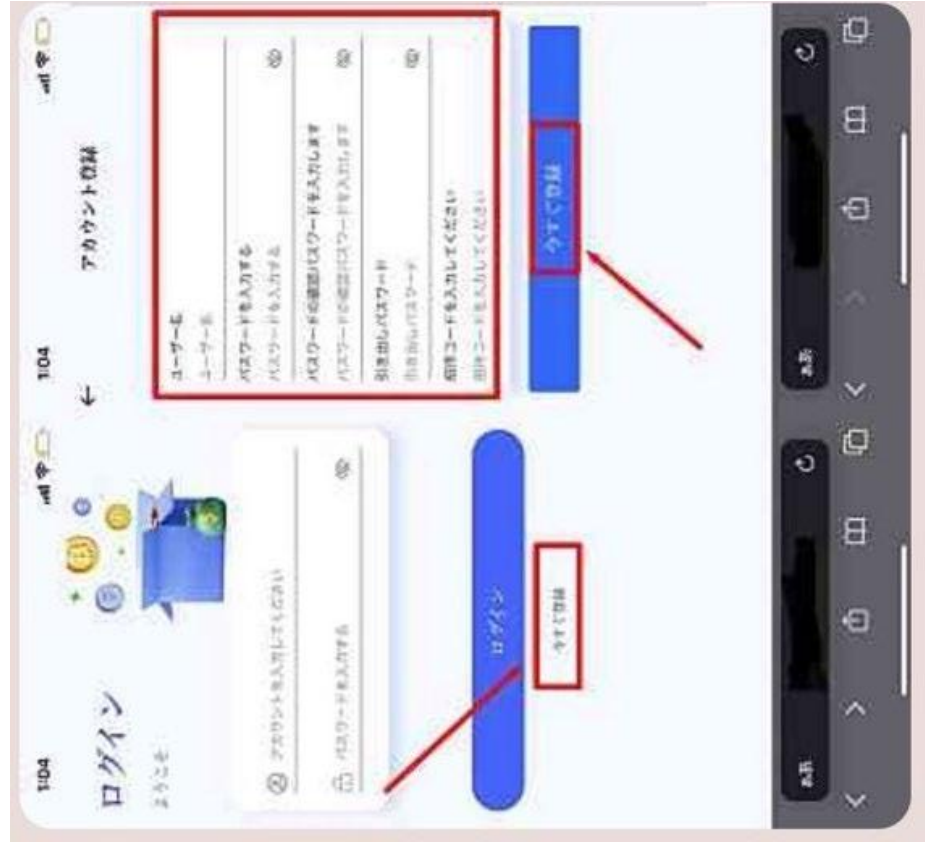 1:04
ログイン
ようこそ
アカウントを入力してください
パスワードを入力する
ログイン
今すぐ登録
ぁあ
1:04
アカウント登録
ユーザー名
ユーザー名
パスワードを入力する
パスワードを入力する
パスワードの確認パスワードを入力します
パスワードの確認パスワードを入力します
引き出しパスワード
引き出しパスワード
招待コードを入力してください
招待コードを入力してください
今すぐ登録
ぁあ